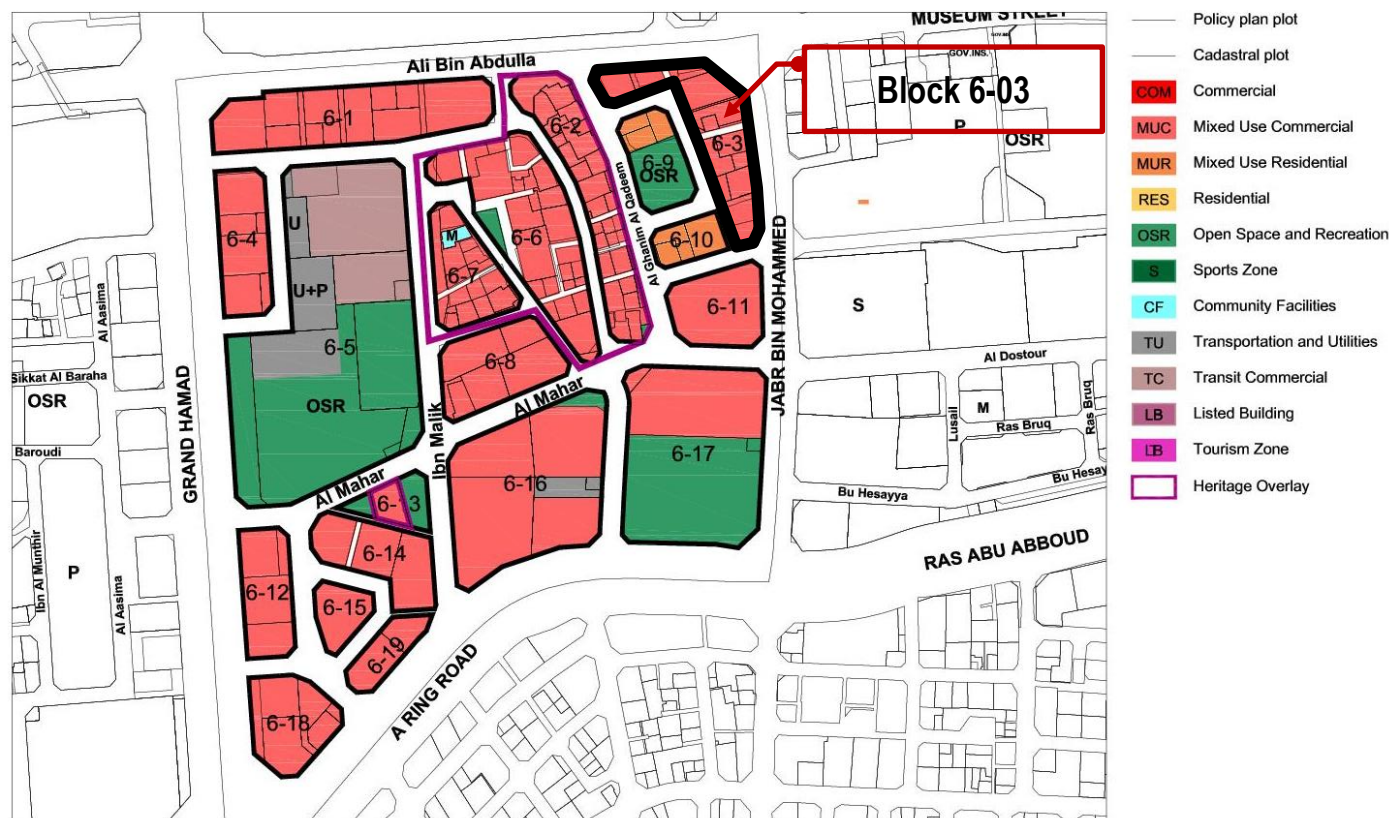 MUSEUM STREET
Ali Bin Abdulla
GOV.INS.
Block 6-03
P
OSR
6-1
6-2
6-3
6-9
OSR
6-4
U
M
6-6
6-10
Al Ghanim Al Qadeem
6-7
U+P
6-11
S
JABR BIN MOHAMMED
Al Aasima
6-5
6-8
Al Dostour
Sikkat Al Baraha
OSR
OSR
Al Mahar
M
Lusail
Ras Bruq
Ras Bruq
GRAND HAMAD
Ibn Malik
Baroudi
6-17
6-16
Al Mahar
Bu Hesayya
Bu Hesay
6-13
6-14
RAS ABU ABBOUD
P
Ibn Al Munthir
Al Aasima
6-12
6-15
6-19
A RING ROAD
6-18
Policy plan plot
Cadastral plot
COM Commercial
MUC Mixed Use Commercial
MUR Mixed Use Residential
RES Residential
OSR Open Space and Recreation
S Sports Zone
CF Community Facilities
TU Transportation and Utilities
TC Transit Commercial
LB Listed Building
Tourism Zone
Heritage Overlay